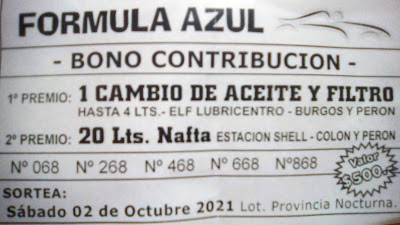 FORMULA AZUL
- BONO CONTRIBUCION -
1º PREMIO: 1 CAMBIO DE ACEITE Y FILTRO
HASTA 4 LTS.- ELF LUBRICENTRO - BURGOS Y PERON
2º PREMIO: 20 Lts. Nafta ESTACION SHELL - COLON Y PERON
Nº 068 Nº 268 Nº 468 Nº 668 Nº868
Valor
$500.-
SORTEA:
Sábado 02 de Octubre 2021 Lot. Provincia Nocturna.